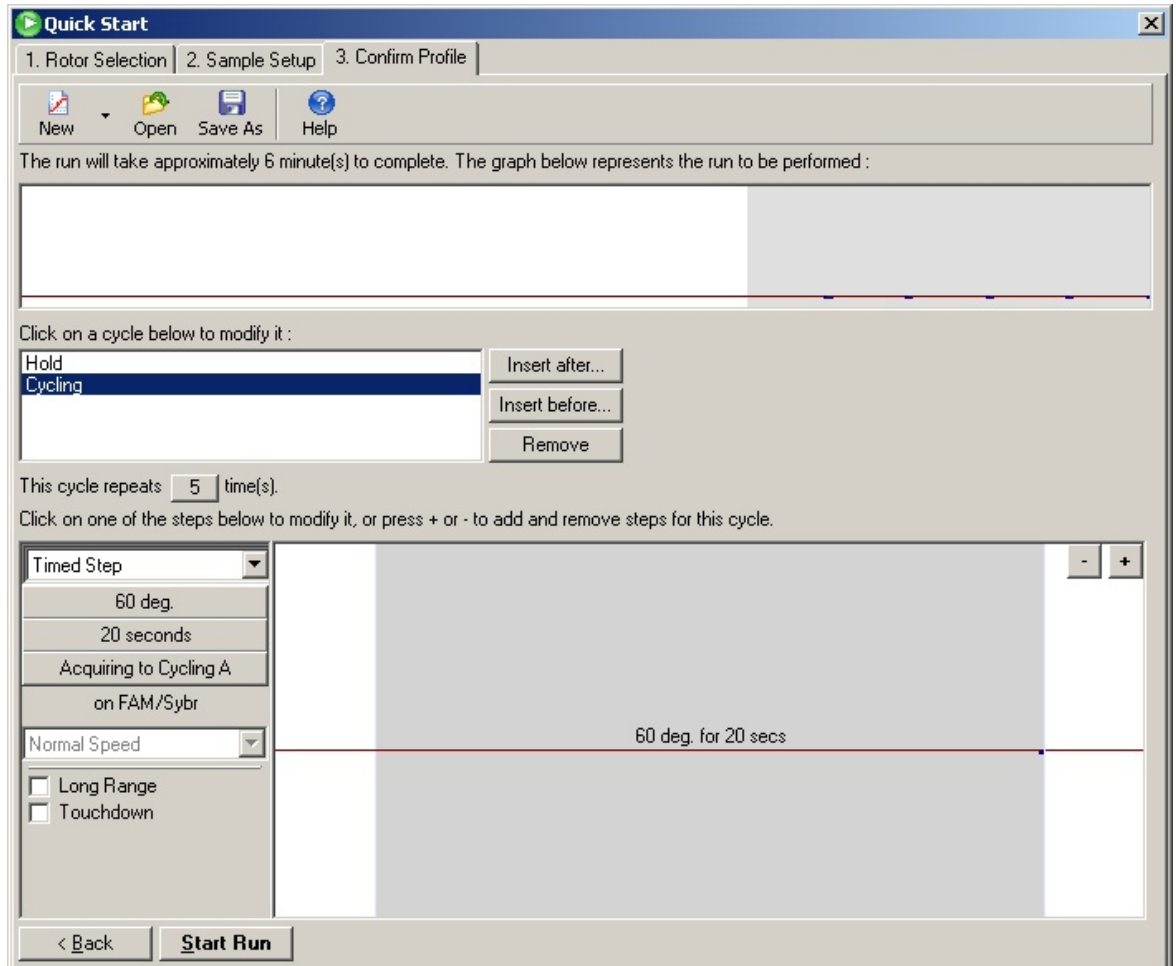 Quick Start
1. Rotor Selection 2. Sample Setup 3. Confirm Profile
New Open Save As Help
The run will take approximately 6 minute(s) to complete. The graph below represents the run to be performed :
Click on a cycle below to modify it :
Hold
Cycling
Insert after...
Insert before...
Remove
This cycle repeats 5 time(s).
Click on one of the steps below to modify it, or press + or - to add and remove steps for this cycle.
Timed Step
- +
60 deg.
20 seconds
Acquiring to Cycling A
on FAM/Sybr
Normal Speed
60 deg. for 20 secs
Long Range
Touchdown
< Back Start Run